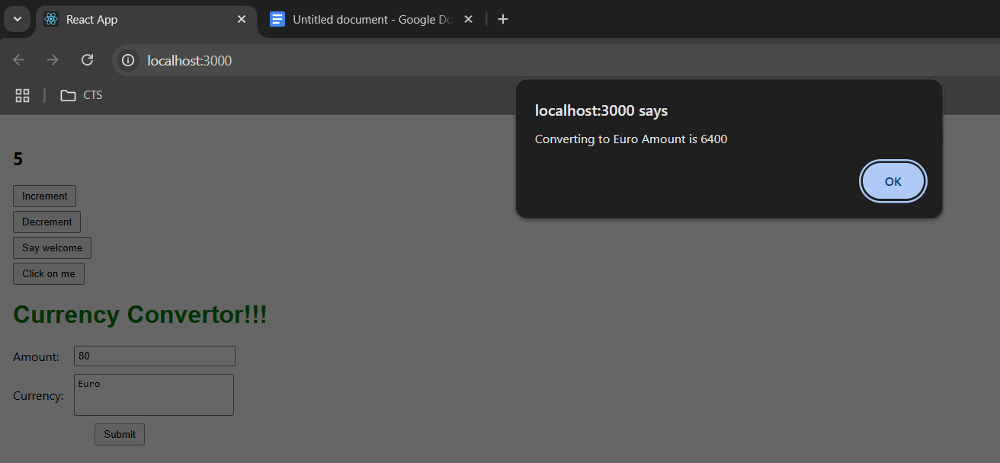 React App
Untitled document - Google Do
localhost:3000
CTS
localhost:3000 says
Converting to Euro Amount is 6400
OK
5
Increment
Decrement
Say welcome
Click on me
Currency Convertor!!!
Amount: 80
Currency: Euro
Submit